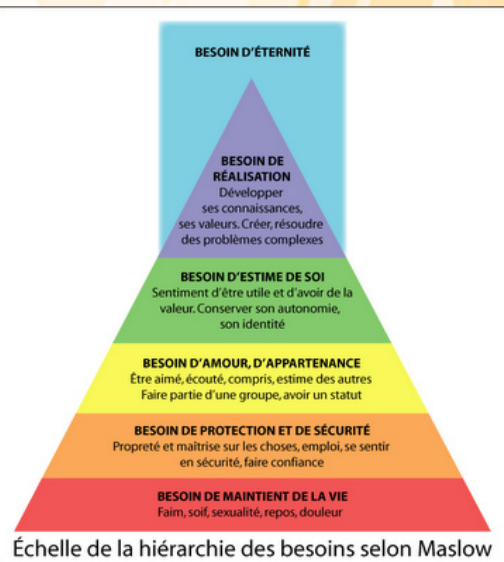 BESOIN D'ÉTERNITÉ
BESOIN DE
RÉALISATION
Développer
ses connaissances,
ses valeurs. Créer, résoudre
des problèmes complexes
BESOIN D'ESTIME DE SOI
Sentiment d'être utile et d'avoir de la
valeur. Conserver son autonomie,
son identité
BESOIN D'AMOUR, D'APPARTENANCE
Être aimé, écouté, compris, estime des autres
Faire partie d'une groupe, avoir un statut
BESOIN DE PROTECTION ET DE SÉCURITÉ
Propreté et maîtrise sur les choses, emploi, se sentir
en sécurité, faire confiance
BESOIN DE MAINTIENT DE LA VIE
Faim, soif, sexualité, repos, douleur
Échelle de la hiérarchie des besoins selon Maslow